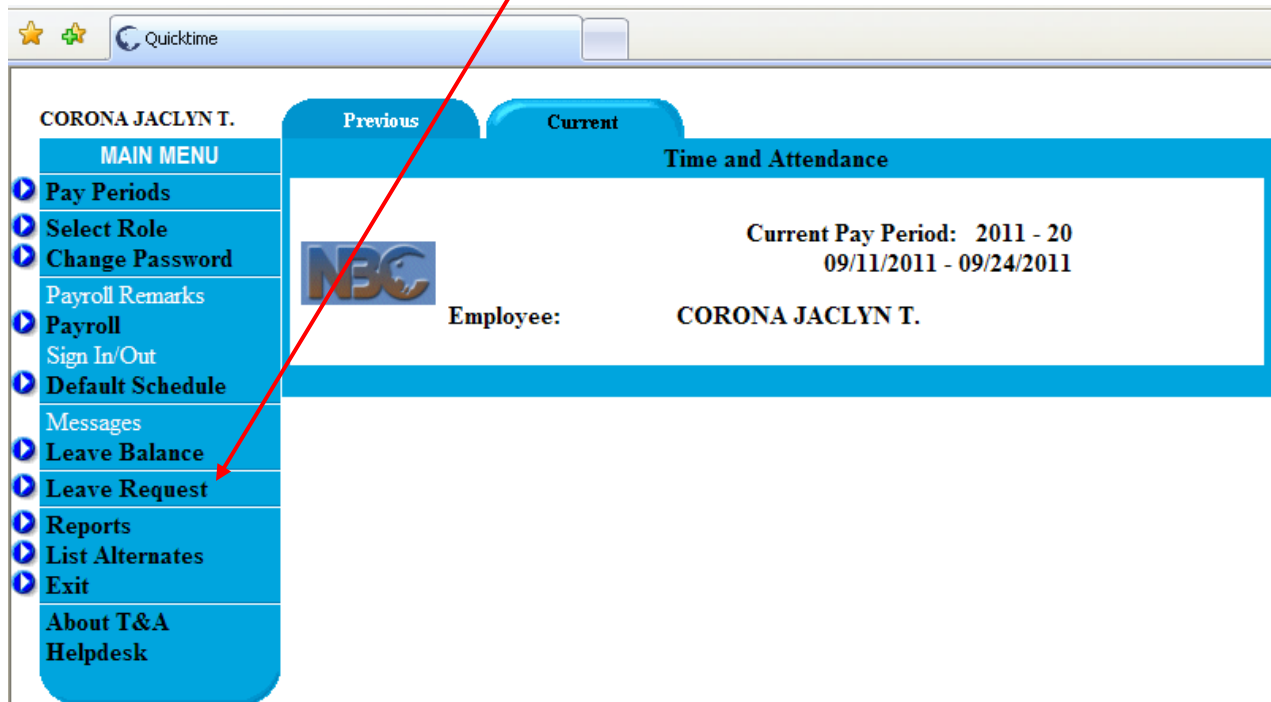 Quicktime
CORONA JACLYN T.
Previous
Current
MAIN MENU
Time and Attendance
Pay Periods
Select Role
Change Password
Payroll Remarks
Payroll
Sign In/Out
Default Schedule
Messages
Leave Balance
Leave Request
Reports
List Alternates
Exit
About T&A
Helpdesk
Current Pay Period: 2011 - 20
09/11/2011 - 09/24/2011
NBC
Employee: CORONA JACLYN T.